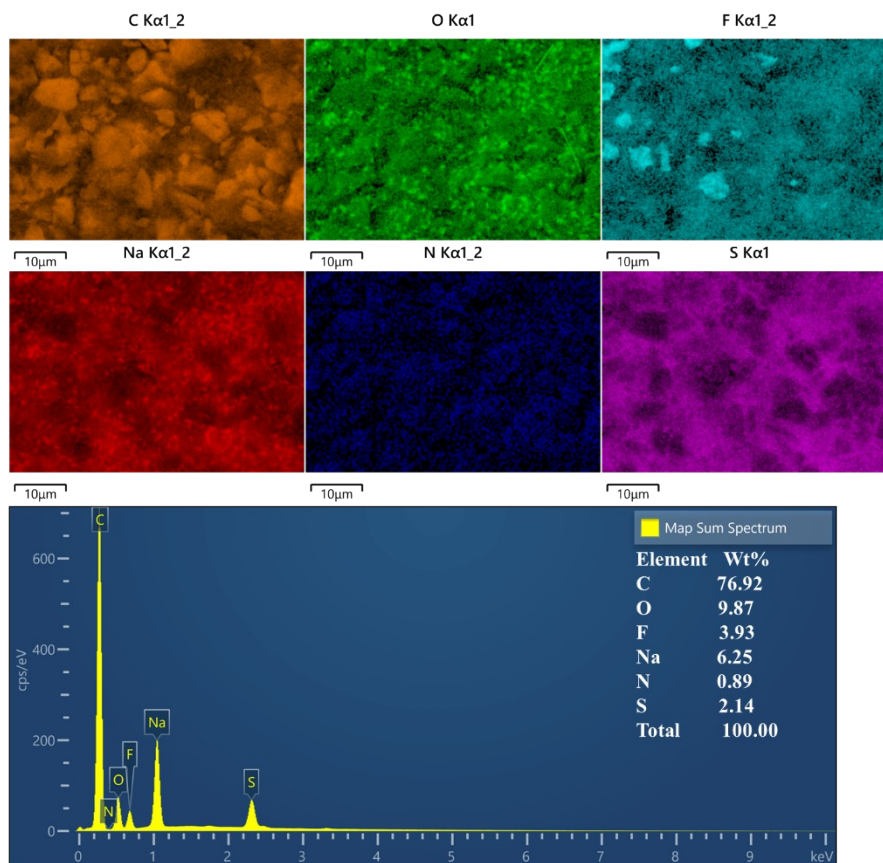 C Kα1_2
O Kα1
F Kα1_2
10μm
10μm
10μm
Na Kα1_2
N Kα1_2
S Kα1
10μm
10μm
10μm
Map Sum Spectrum
Element Wt%
C 76.92
O 9.87
F 3.93
Na 6.25
N 0.89
S 2.14
Total 100.00
cps/eV
600
400
200
0
C
N
O
F
Na
S
0 1 2 3 4 5 6 7 8 9 keV